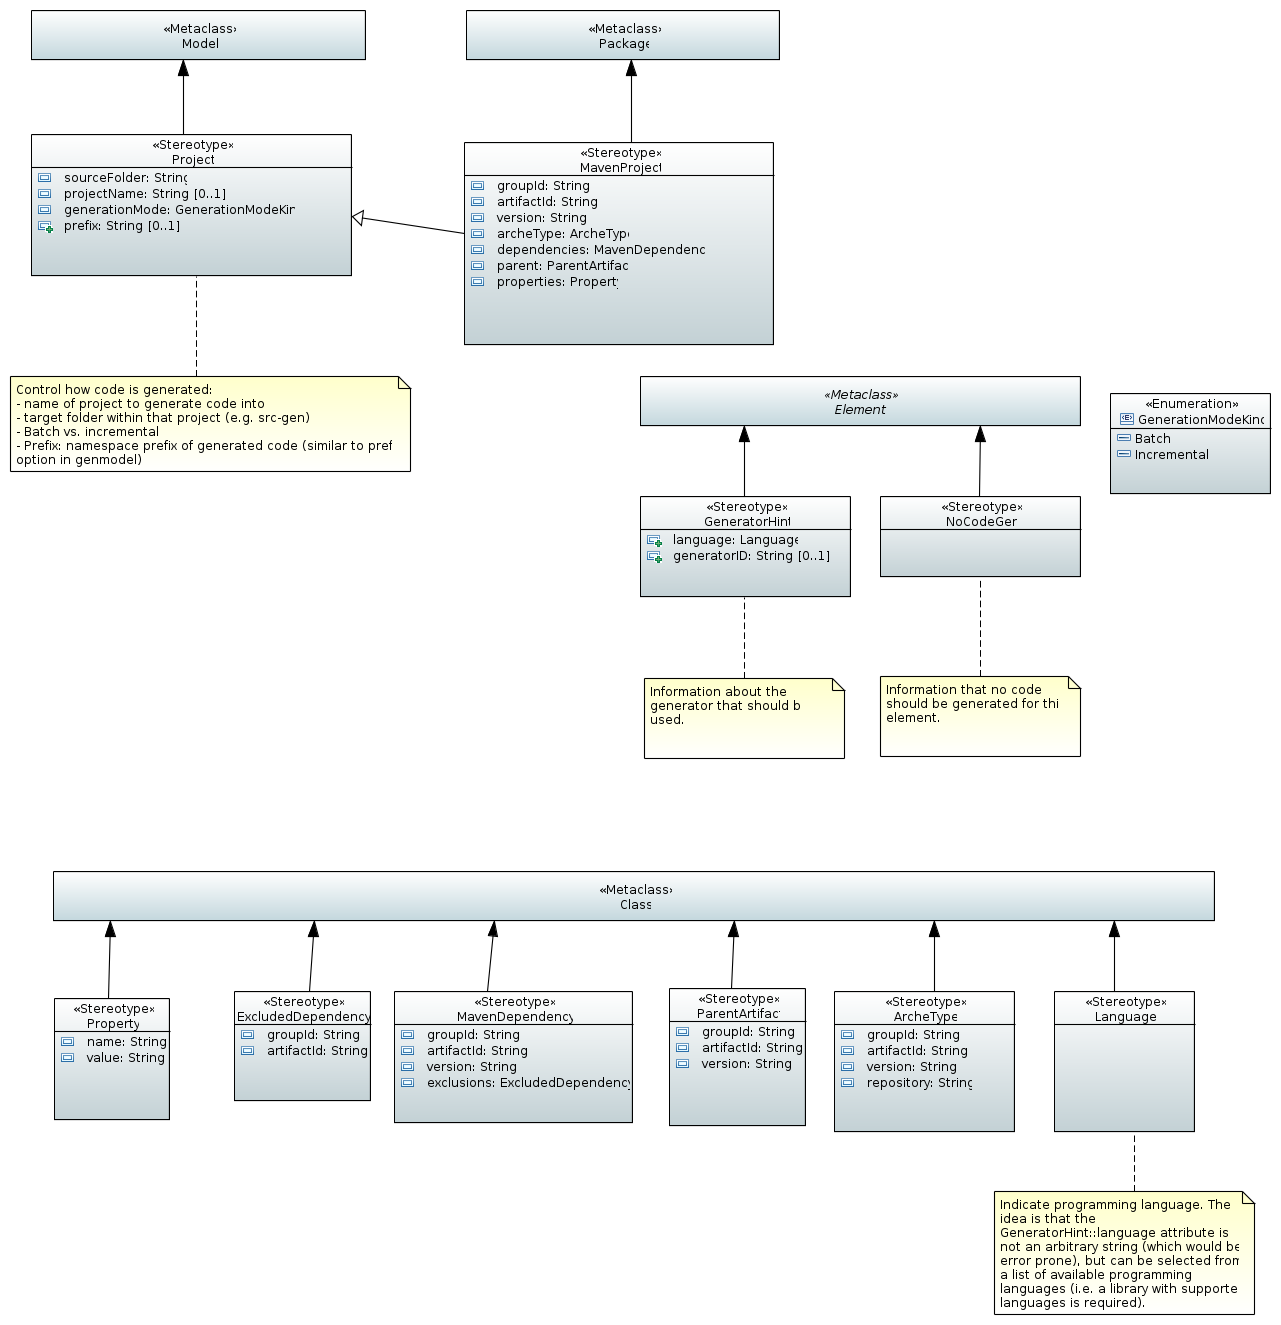 «Metaclass»
Model
«Metaclass»
Package
«Stereotype»
Project
sourceFolder: String
projectName: String [0..1]
generationMode: GenerationModeKin
prefix: String [0..1]
«Stereotype»
MavenProject
groupId: String
artifactId: String
version: String
archeType: ArcheType
dependencies: MavenDependenc
parent: ParentArtifac
properties: Property
Control how code is generated:
- name of project to generate code into
- target folder within that project (e.g. src-gen)
- Batch vs. incremental
- Prefix: namespace prefix of generated code (similar to pref
option in genmodel)
«Metaclass»
Element
«Enumeration»
GenerationModeKind
Batch
Incremental
«Stereotype»
GeneratorHint
language: Language
generatorID: String [0..1]
«Stereotype»
NoCodeGen
Information about the
generator that should b
used.
Information that no code
should be generated for thi
element.
«Metaclass»
Class
«Stereotype»
Property
name: String
value: String
«Stereotype»
ExcludedDependency
groupId: String
artifactId: String
«Stereotype»
MavenDependency
groupId: String
artifactId: String
version: String
exclusions: ExcludedDependency
«Stereotype»
ParentArtifac
groupId: String
artifactId: String
version: String
«Stereotype»
ArcheType
groupId: String
artifactId: String
version: String
repository: String
«Stereotype»
Language
Indicate programming language. The
idea is that the
GeneratorHint::language attribute is
not an arbitrary string (which would be
error prone), but can be selected from
a list of available programming
languages (i.e. a library with supporte
languages is required).